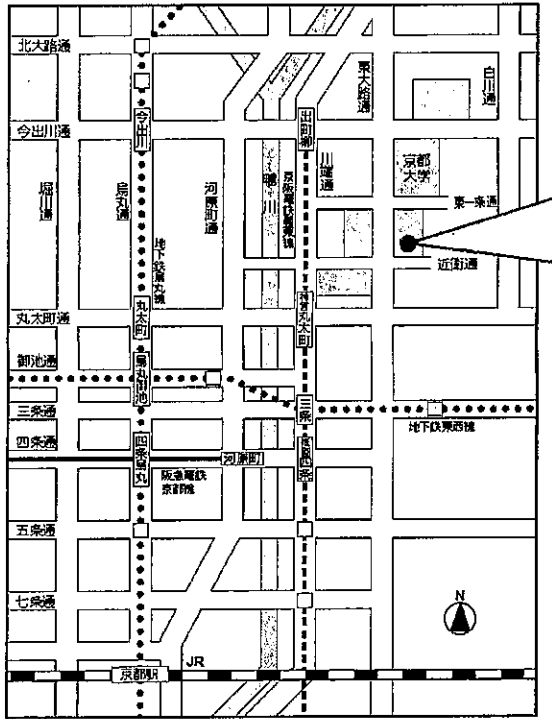 北大路通
今出川通
堀川通
烏丸通
今出川
地下鉄烏丸線
河原町通
鴨川
京阪電鉄鴨東線
出町柳
川端通
東大路通
白川通
京都
大学
東一条通
近衛通
丸太町通
丸太町
神宮丸太町
御池通
烏丸御池
三条通
三条
地下鉄東西線
四条通
四条烏丸
河原町
阪急電鉄
京都線
祇園四条
五条通
七条通
N
JR
京都駅